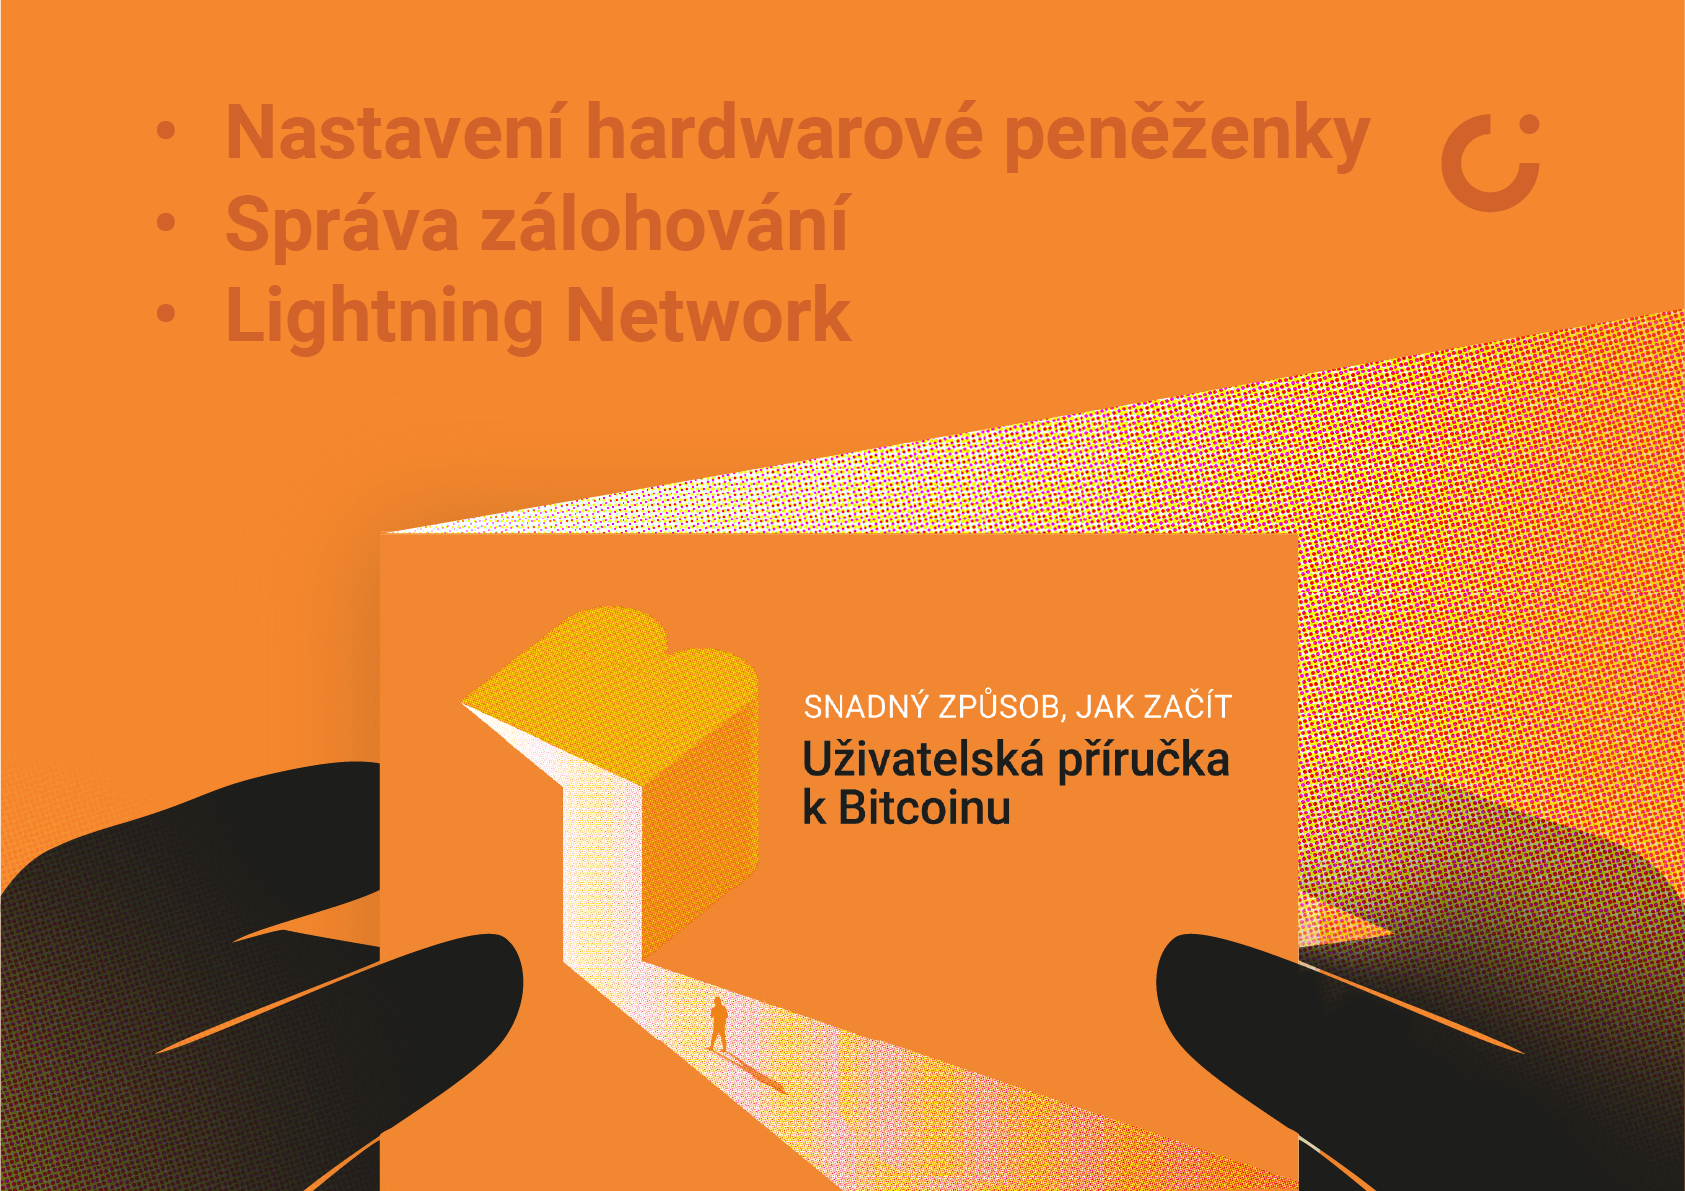 • Nastavení hardwarové peněženky
• Správa zálohování
• Lightning Network
SNADNÝ ZPŮSOB, JAK ZAČÍT
Uživatelská příručka
k Bitcoinu